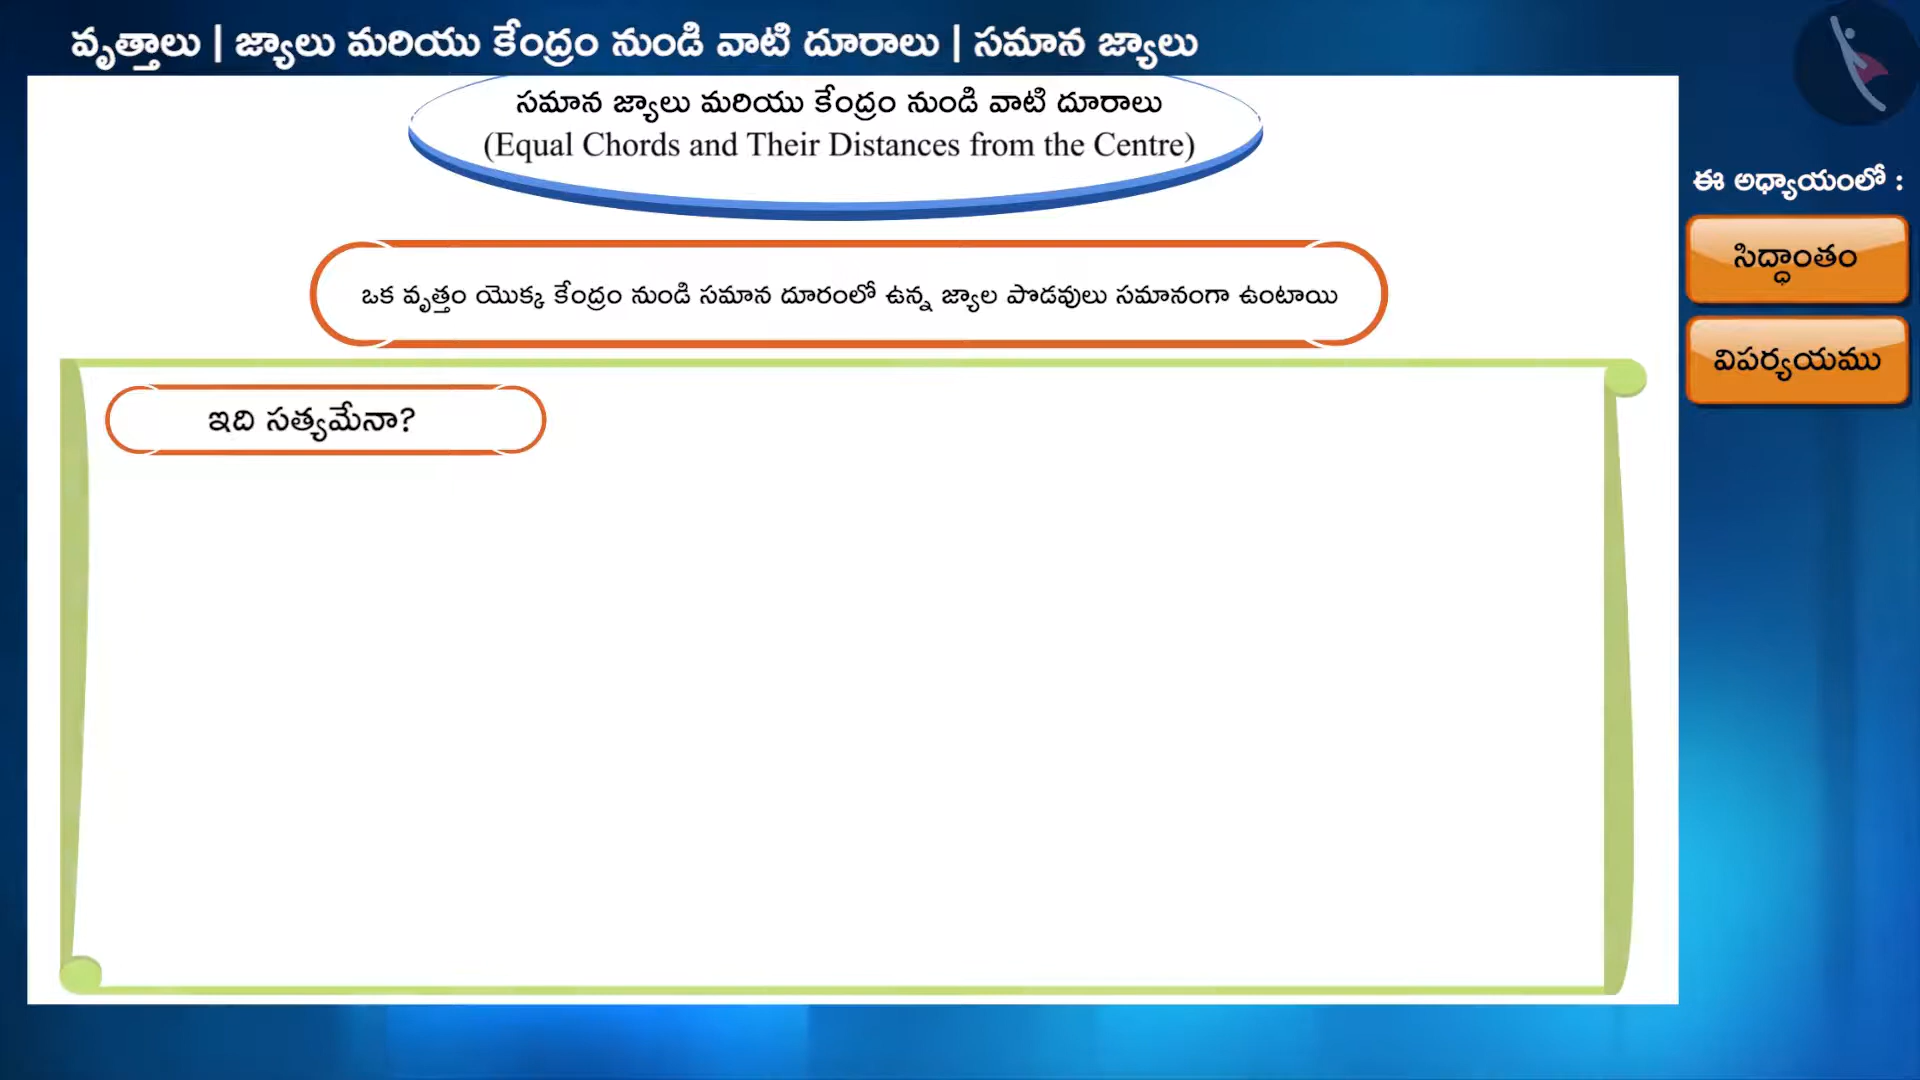 వృత్తాలు | జ్యాలు మరియు కేంద్రం నుండి వాటి దూరాలు | సమాన జ్యాలు
సమాన జ్యాలు మరియు కేంద్రం నుండి వాటి దూరాలు
(Equal Chords and Their Distances from the Centre)
ఈ అధ్యాయంలో :
సిద్ధాంతం
విపర్యయము
ఒక వృత్తం యొక్క కేంద్రం నుండి సమాన దూరంలో ఉన్న జ్యాల పొడవులు సమానంగా ఉంటాయి
ఇది సత్యమేనా?